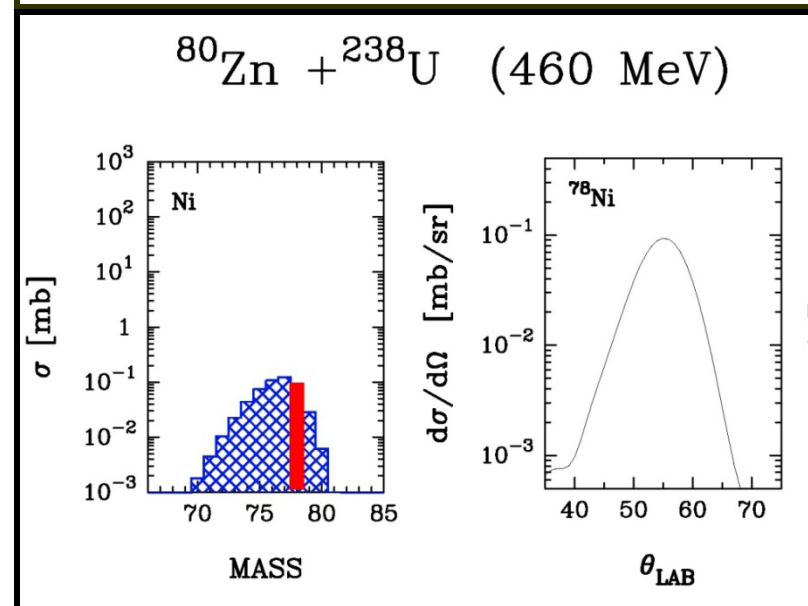 ⁸⁰Zn + ²³⁸U (460 MeV)
σ [mb]
10³
10²
10¹
1
10⁻¹
10⁻²
10⁻³
Ni
70 75 80 85
MASS
dσ/dΩ [mb/sr]
10⁻¹
10⁻²
10⁻³
⁷⁸Ni
40 50 60 70
θLAB